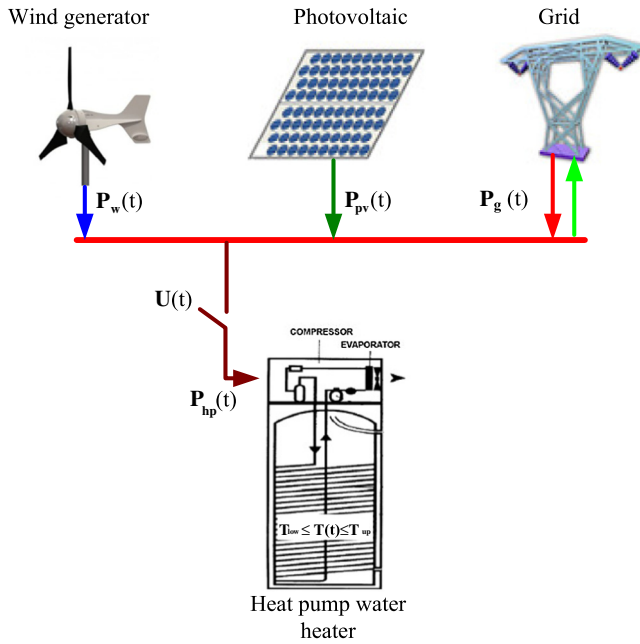 Wind generator
Photovoltaic
Grid
Pw(t)
Ppv(t)
Pg (t)
U(t)
COMPRESSOR
EVAPORATOR
Php(t)
Tlow ≤ T(t)≤T up
Heat pump water
heater